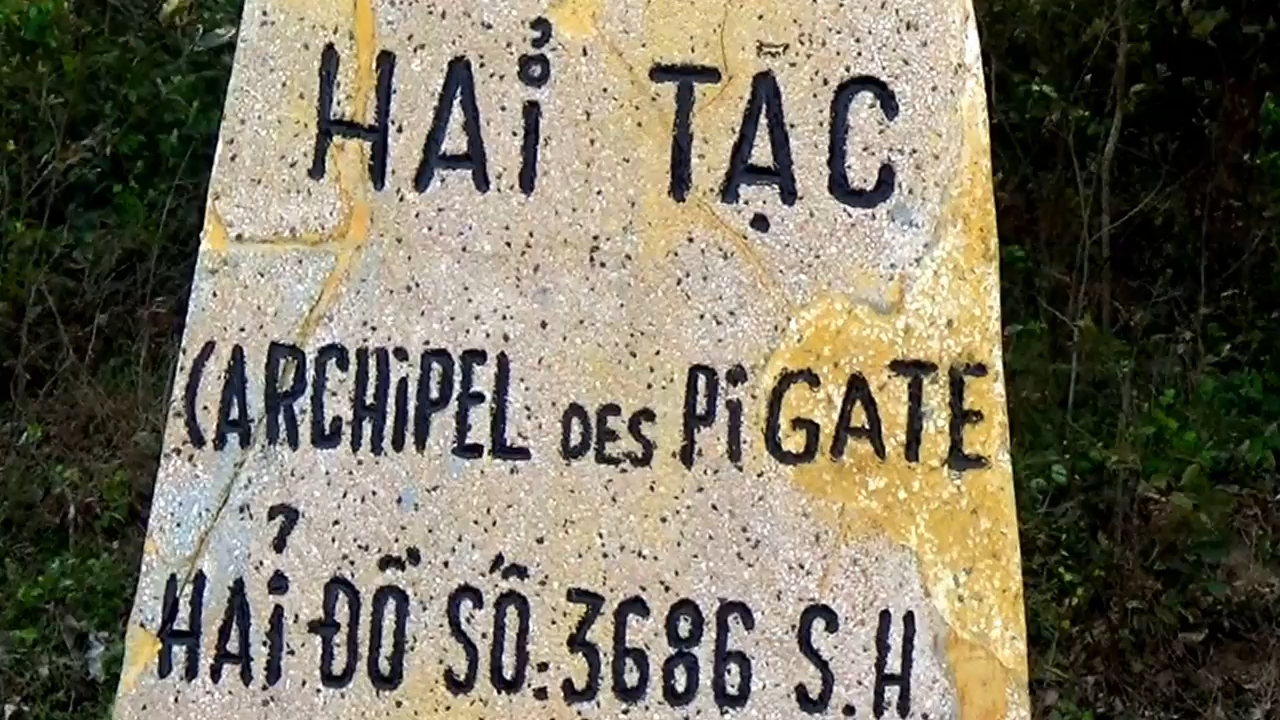 HẢI TẶC
(ARCHIPEL DES PIGATE
HẢI ĐỒ SỐ: 3686 S.H